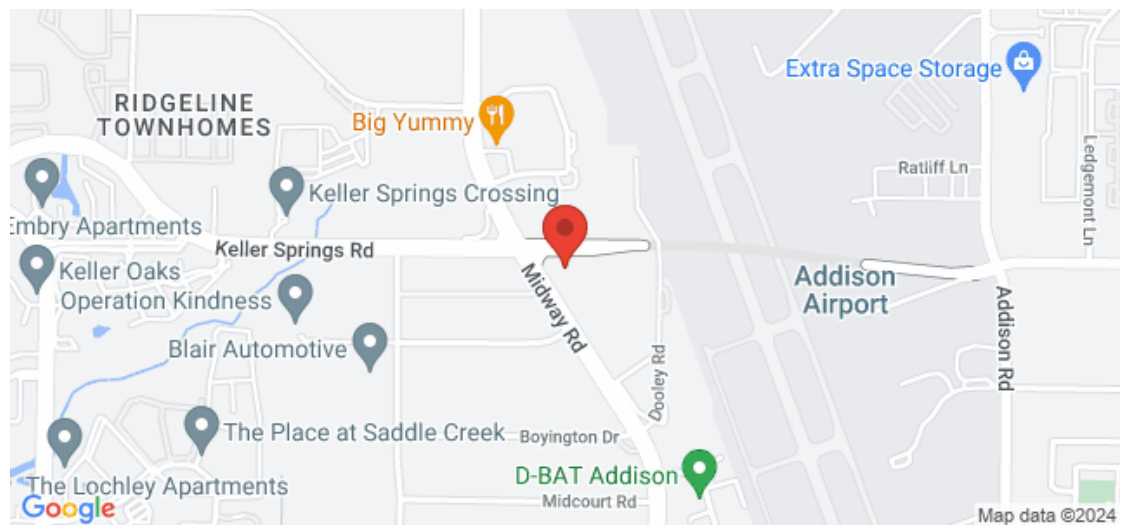 Extra Space Storage
RIDGELINE
TOWNHOMES
Big Yummy
Ratliff Ln
Ledgemont Ln
Keller Springs Crossing
Embry Apartments
Keller Springs Rd
Keller Oaks
Operation Kindness
Midway Rd
Addison
Airport
Addison Rd
Blair Automotive
Dooley Rd
The Place at Saddle Creek
Boyington Dr
D-BAT Addison
The Lochley Apartments
Midcourt Rd
Google
Map data ©2024